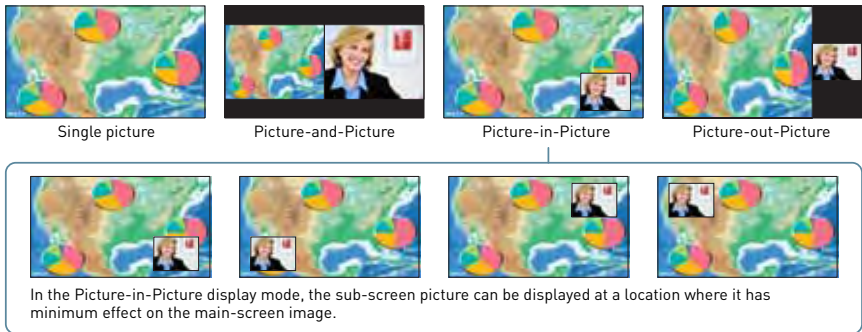 Single picture
Picture-and-Picture
Picture-in-Picture
Picture-out-Picture
In the Picture-in-Picture display mode, the sub-screen picture can be displayed at a location where it has
minimum effect on the main-screen image.